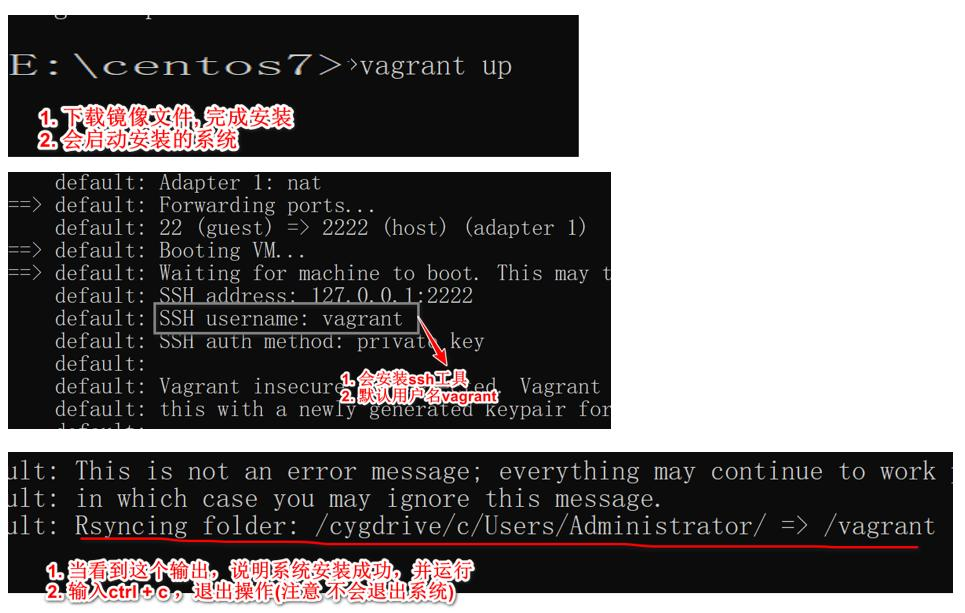 E:\centos7>>vagrant up
1. 下载镜像文件, 完成安装
2. 会启动安装的系统
default: Adapter 1: nat
==> default: Forwarding ports...
default: 22 (guest) => 2222 (host) (adapter 1)
==> default: Booting VM...
==> default: Waiting for machine to boot. This may t
default: SSH address: 127.0.0.1:2222
default: SSH username: vagrant
default: SSH auth method: private key
default:
default: Vagrant insecure key detected. Vagrant
default: this with a newly generated keypair for
1. 会安装ssh工具
2. 默认用户名vagrant
ult: This is not an error message; everything may continue to work
ult: in which case you may ignore this message.
ult: Rsyncing folder: /cygdrive/c/Users/Administrator/ => /vagrant
1. 当看到这个输出，说明系统安装成功，并运行
2. 输入ctrl + c ，退出操作(注意 不会退出系统)